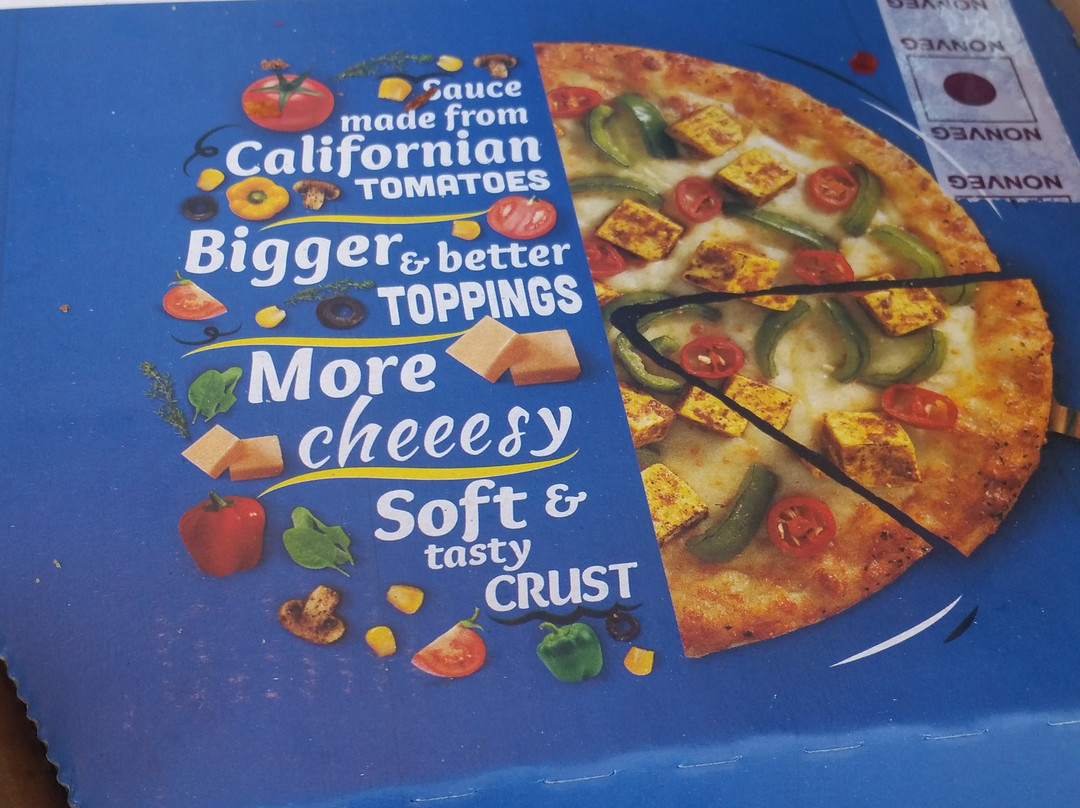 Sauce
made from
Californian
TOMATOES
Bigger & better
TOPPINGS
More
cheeesy
Soft &
tasty
CRUST
NONVEG
NONVEG
NONVEG
NONVEG